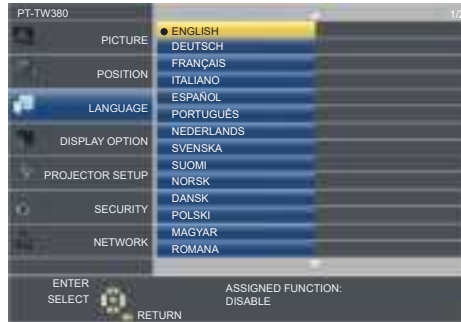 PT-TW380
1/2
PICTURE
POSITION
LANGUAGE
DISPLAY OPTION
PROJECTOR SETUP
SECURITY
NETWORK
ENGLISH
DEUTSCH
FRANÇAIS
ITALIANO
ESPAÑOL
PORTUGUÊS
NEDERLANDS
SVENSKA
SUOMI
NORSK
DANSK
POLSKI
MAGYAR
ROMANA
ENTER
SELECT
RETURN
ASSIGNED FUNCTION:
DISABLE